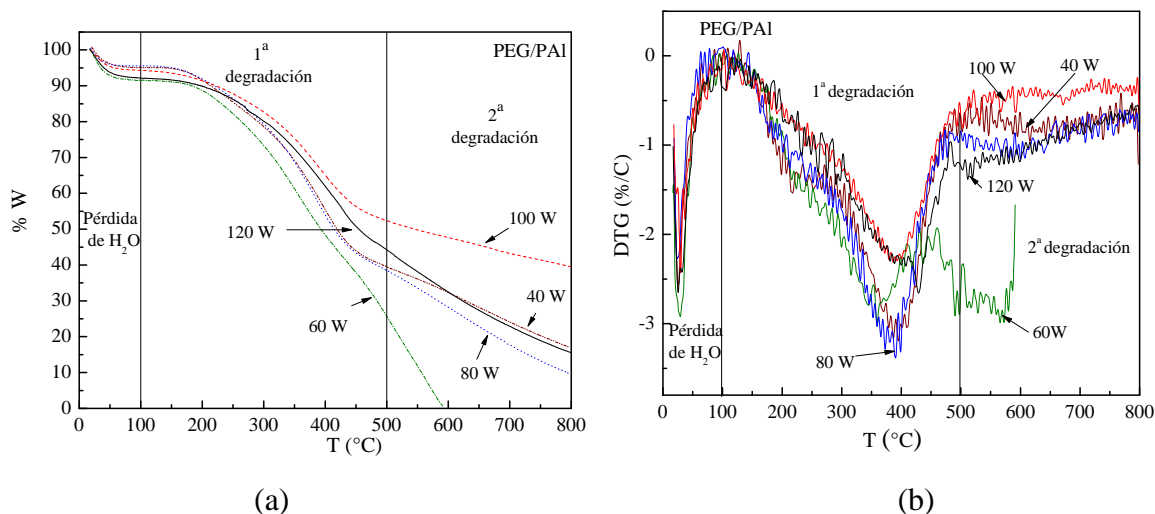 PEG/PAl
1ª
degradación
2ª
degradación
Pérdida
de H₂O
100 W
120 W
40 W
60 W
80 W
100
90
80
70
60
50
40
30
20
10
0
% W
0 100 200 300 400 500 600 700 800
T (°C)
(a)
PEG/PAl
100 W
40 W
1ª degradación
120 W
2ª degradación
60W
80 W
Pérdida
de H₂O
0
-1
-2
-3
DTG (%/C)
0 100 200 300 400 500 600 700 800
T (°C)
(b)